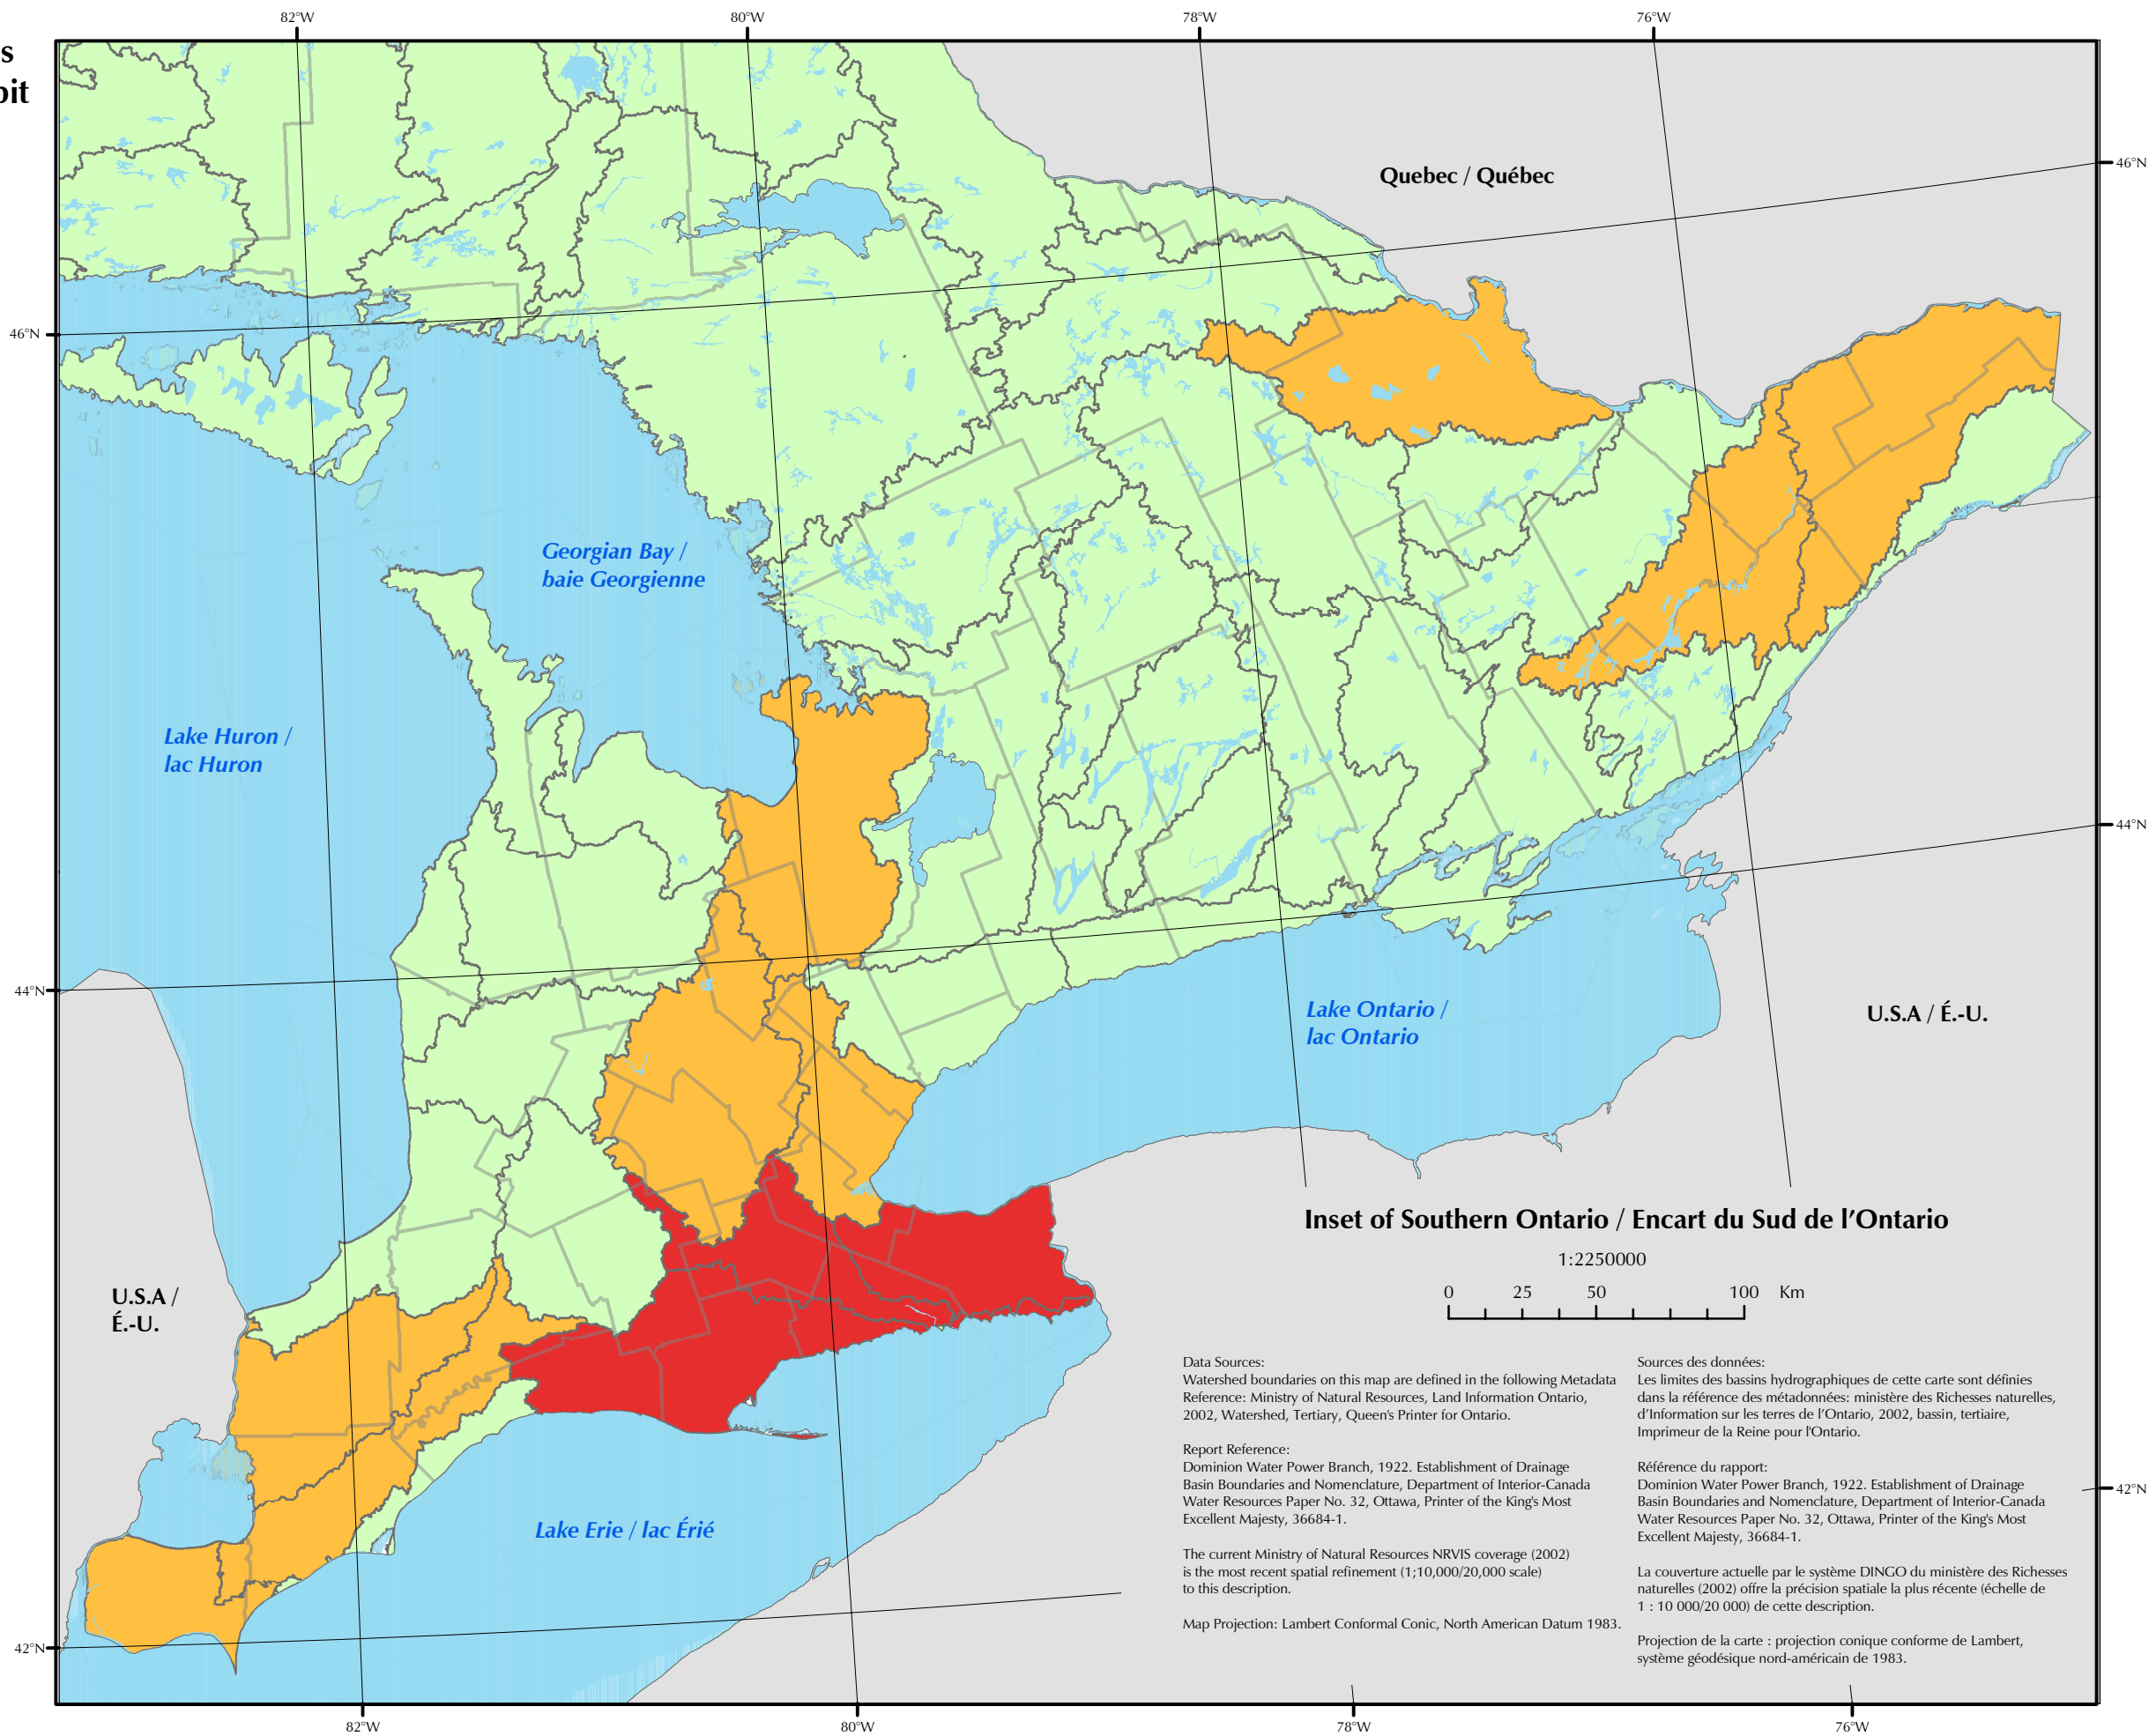 82°W
80°W
78°W
76°W
s
oit
46°N
Quebec / Québec
46°N
Georgian Bay /
baie Georgienne
Lake Huron /
lac Huron
44°N
44°N
Lake Ontario /
lac Ontario
U.S.A / É.-U.
Inset of Southern Ontario / Encart du Sud de l'Ontario
1:2250000
0 25 50 100 Km
U.S.A /
É.-U.
Data Sources:
Watershed boundaries on this map are defined in the following Metadata
Reference: Ministry of Natural Resources, Land Information Ontario,
2002, Watershed, Tertiary, Queen's Printer for Ontario.
Report Reference:
Dominion Water Power Branch, 1922. Establishment of Drainage
Basin Boundaries and Nomenclature, Department of Interior-Canada
Water Resources Paper No. 32, Ottawa, Printer of the King's Most
Excellent Majesty, 36684-1.
The current Ministry of Natural Resources NRVIS coverage (2002)
is the most recent spatial refinement (1;10,000/20,000 scale)
to this description.
Map Projection: Lambert Conformal Conic, North American Datum 1983.
Sources des données:
Les limites des bassins hydrographiques de cette carte sont définies
dans la référence des métadonnées: ministère des Richesses naturelles,
d'Information sur les terres de l'Ontario, 2002, bassin, tertiaire,
Imprimeur de la Reine pour l'Ontario.
Référence du rapport:
Dominion Water Power Branch, 1922. Establishment of Drainage
Basin Boundaries and Nomenclature, Department of Interior-Canada
Water Resources Paper No. 32, Ottawa, Printer of the King's Most
Excellent Majesty, 36684-1.
La couverture actuelle par le système DINGO du ministère des Richesses
naturelles (2002) offre la précision spatiale la plus récente (échelle de
1 : 10 000/20 000) de cette description.
Projection de la carte : projection conique conforme de Lambert,
système géodésique nord-américain de 1983.
42°N
Lake Erie / lac Érié
42°N
82°W
80°W
78°W
76°W